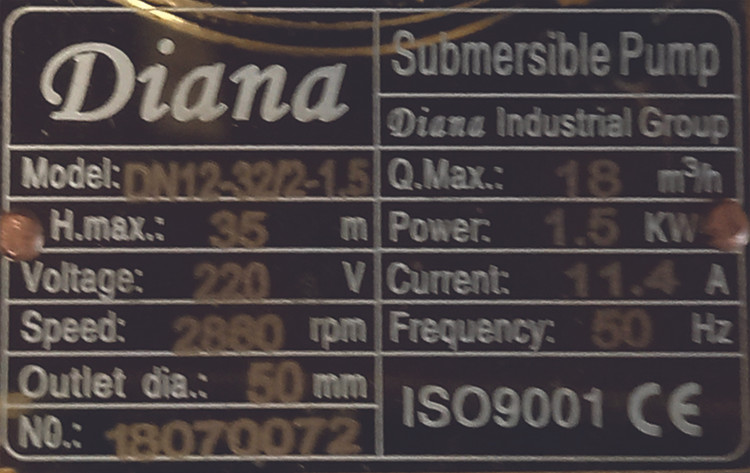 Diana
Submersible Pump
Diana Industrial Group
Model: DN12-32/2-1.5
Q.Max.: 18 m³/h
H.max.: 35 m
Power: 1.5 KW
Voltage: 220 V
Current: 11.4 A
Speed: 2860 rpm
Frequency: 50 Hz
Outlet dia.: 50 mm
ISO9001 CE
N0.: 18070072